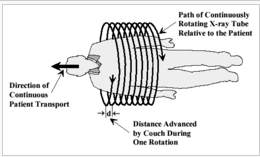 Path of Continuously
Rotating X-ray Tube
Relative to the Patient
Direction of
Continuous
Patient Transport
d
Distance Advanced
by Couch During
One Rotation